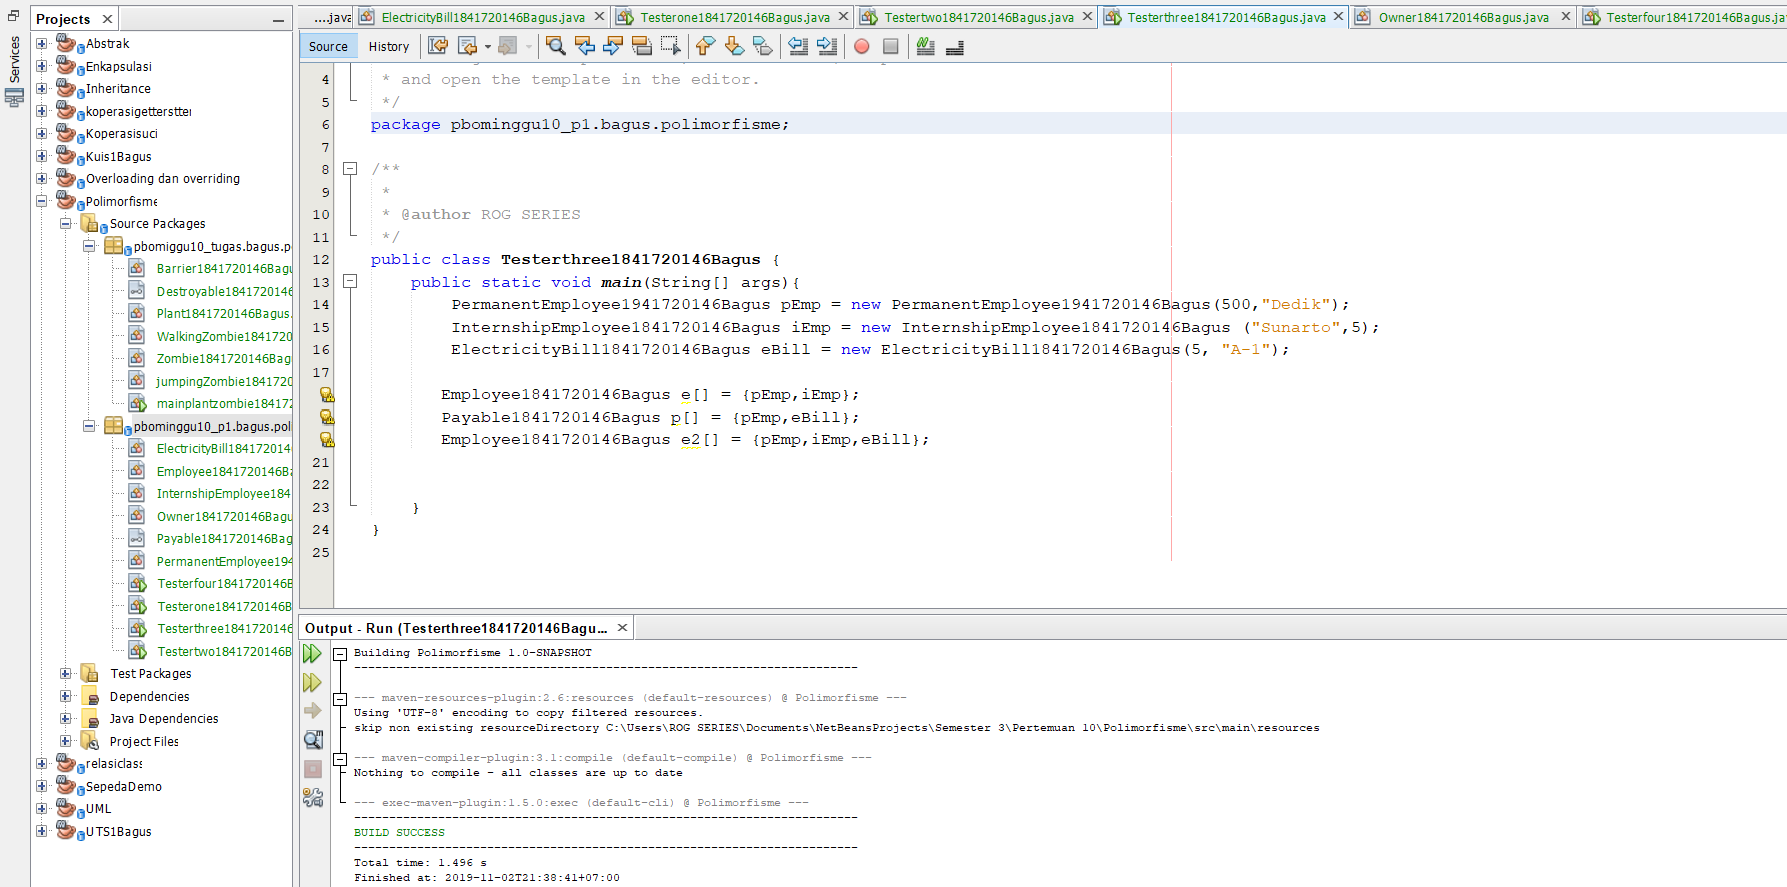 Services
Projects
Abstrak
Enkapsulasi
Inheritance
koperasigetterstter
Koperasisuci
Kuis1Bagus
Overloading dan overriding
Polimorfisme
Source Packages
pbomiggu10_tugas.bagus.po
Barrier1841720146Bagu
Destroyable184172014
Plant1841720146Bagus.
WalkingZombie184172
Zombie1841720146Bag
jumpingZombie184172
mainplantzombie18417
pbominggu10_p1.bagus.poli
ElectricityBill184172014
Employee1841720146Ba
InternshipEmployee184
Owner1841720146Bagu
Payable1841720146Bag
PermanentEmployee194
Testerfour1841720146B
Testerone1841720146B
Testerthree184172014
Testertwo1841720146B
Test Packages
Dependencies
Java Dependencies
Project Files
relasiclass
SepedaDemo
UML
UTS1Bagus
....java ElectricityBill1841720146Bagus.java Testerone1841720146Bagus.java Testertwo1841720146Bagus.java Testerthree1841720146Bagus.java Owner1841720146Bagus.java Testerfour1841720146Bagus.ja
Source History
4 * and open the template in the editor.
5 */
6 package pbominggu10_p1.bagus.polimorfisme;
7
8 /**
9 *
10 * @author ROG SERIES
11 */
12 public class Testerthree1841720146Bagus {
13 public static void main(String[] args){
14 PermanentEmployee1941720146Bagus pEmp = new PermanentEmployee1941720146Bagus(500,"Dedik");
15 InternshipEmployee1841720146Bagus iEmp = new InternshipEmployee1841720146Bagus ("Sunarto",5);
16 ElectricityBill1841720146Bagus eBill = new ElectricityBill1841720146Bagus(5, "A-1");
17
Employee1841720146Bagus e[] = {pEmp,iEmp};
Payable1841720146Bagus p[] = {pEmp,eBill};
Employee1841720146Bagus e2[] = {pEmp,iEmp,eBill};
21
22
23 }
24 }
25
Output - Run (Testerthree1841720146Bagu...
Building Polimorfisme 1.0-SNAPSHOT
------------------------------------------------------------------------
--- maven-resources-plugin:2.6:resources (default-resources) @ Polimorfisme ---
Using 'UTF-8' encoding to copy filtered resources.
skip non existing resourceDirectory C:\Users\ROG SERIES\Documents\NetBeansProjects\Semester 3\Pertemuan 10\Polimorfisme\src\main\resources
--- maven-compiler-plugin:3.1:compile (default-compile) @ Polimorfisme ---
Nothing to compile - all classes are up to date
--- exec-maven-plugin:1.5.0:exec (default-cli) @ Polimorfisme ---
------------------------------------------------------------------------
BUILD SUCCESS
------------------------------------------------------------------------
Total time: 1.496 s
Finished at: 2019-11-02T21:38:41+07:00